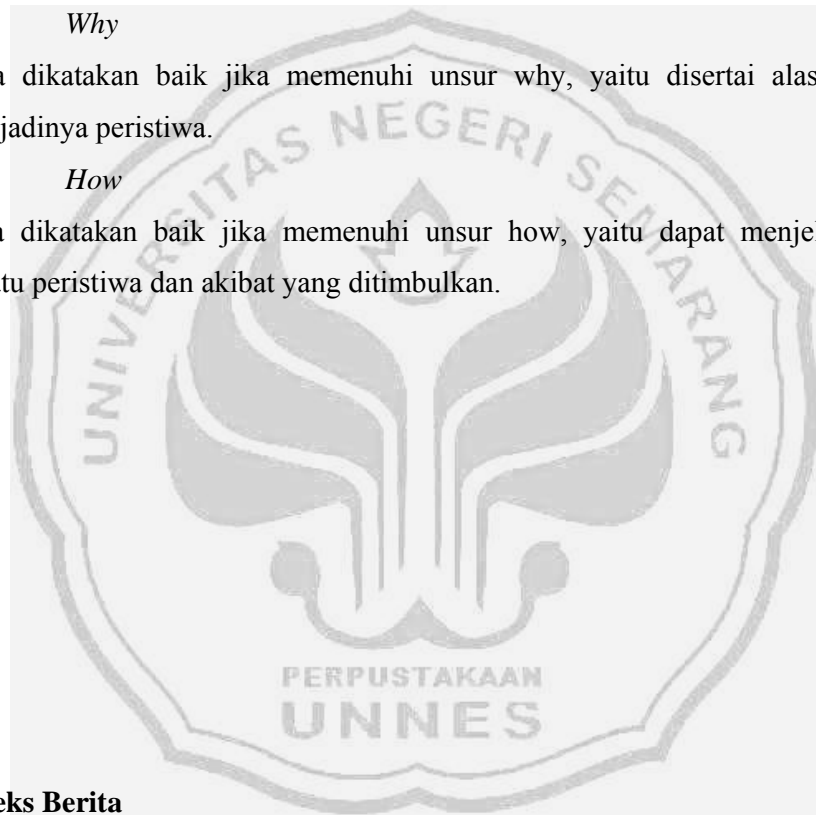 Why
a dikatakan baik jika memenuhi unsur why, yaitu disertai alas
jadinya peristiwa.
How
a dikatakan baik jika memenuhi unsur how, yaitu dapat menjel
tu peristiwa dan akibat yang ditimbulkan.
UNIVERSITAS NEGERI SEMARANG
PERPUSTAKAAN
UNNES
eks Berita